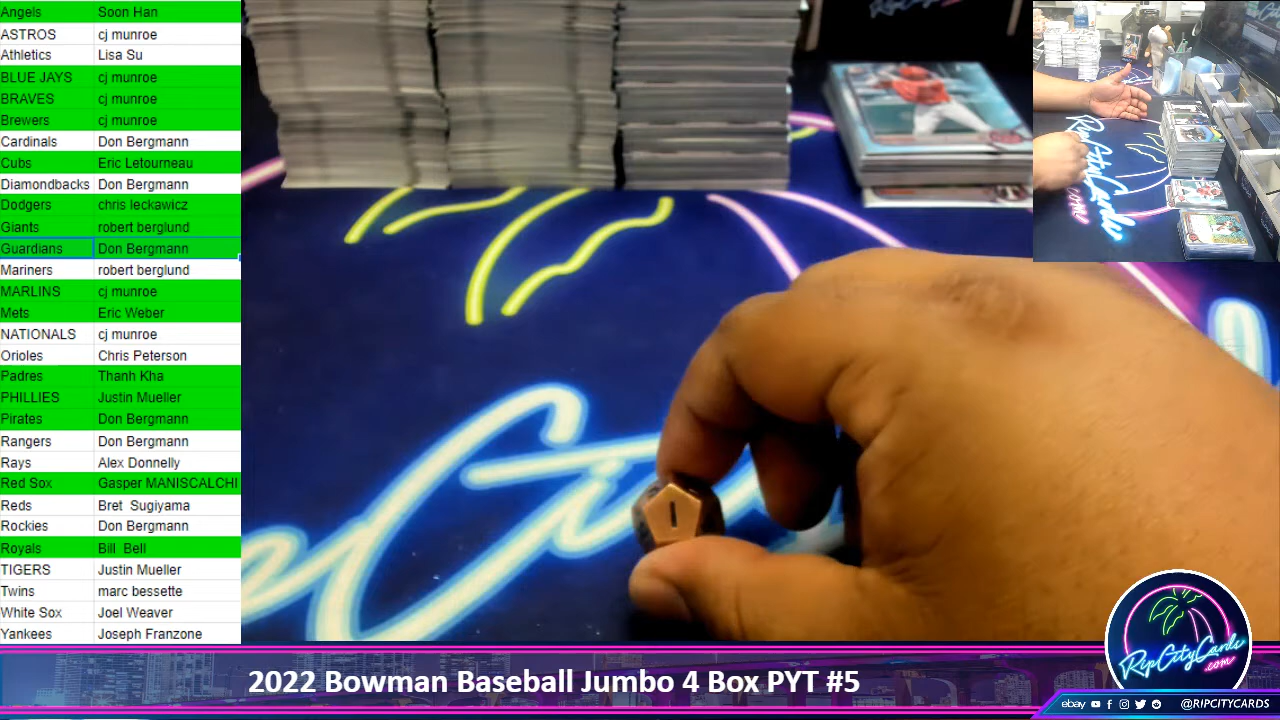 Angels Soon Han
ASTROS cj munroe
Athletics Lisa Su
BLUE JAYS cj munroe
BRAVES cj munroe
Brewers cj munroe
Cardinals Don Bergmann
Cubs Eric Letourneau
Diamondbacks Don Bergmann
Dodgers chris leckawicz
Giants robert berglund
Guardians Don Bergmann
Mariners robert berglund
MARLINS cj munroe
Mets Eric Weber
NATIONALS cj munroe
Orioles Chris Peterson
Padres Thanh Kha
PHILLIES Justin Mueller
Pirates Don Bergmann
Rangers Don Bergmann
Rays Alex Donnelly
Red Sox Gasper MANISCALCHI
Reds Bret Sugiyama
Rockies Don Bergmann
Royals Bill Bell
TIGERS Justin Mueller
Twins marc bessette
White Sox Joel Weaver
Yankees Joseph Franzone
RipCityCards
1
RipCityCards
.com
2022 Bowman Baseball Jumbo 4 Box PYT #5
ebay @RIPCITYCARDS